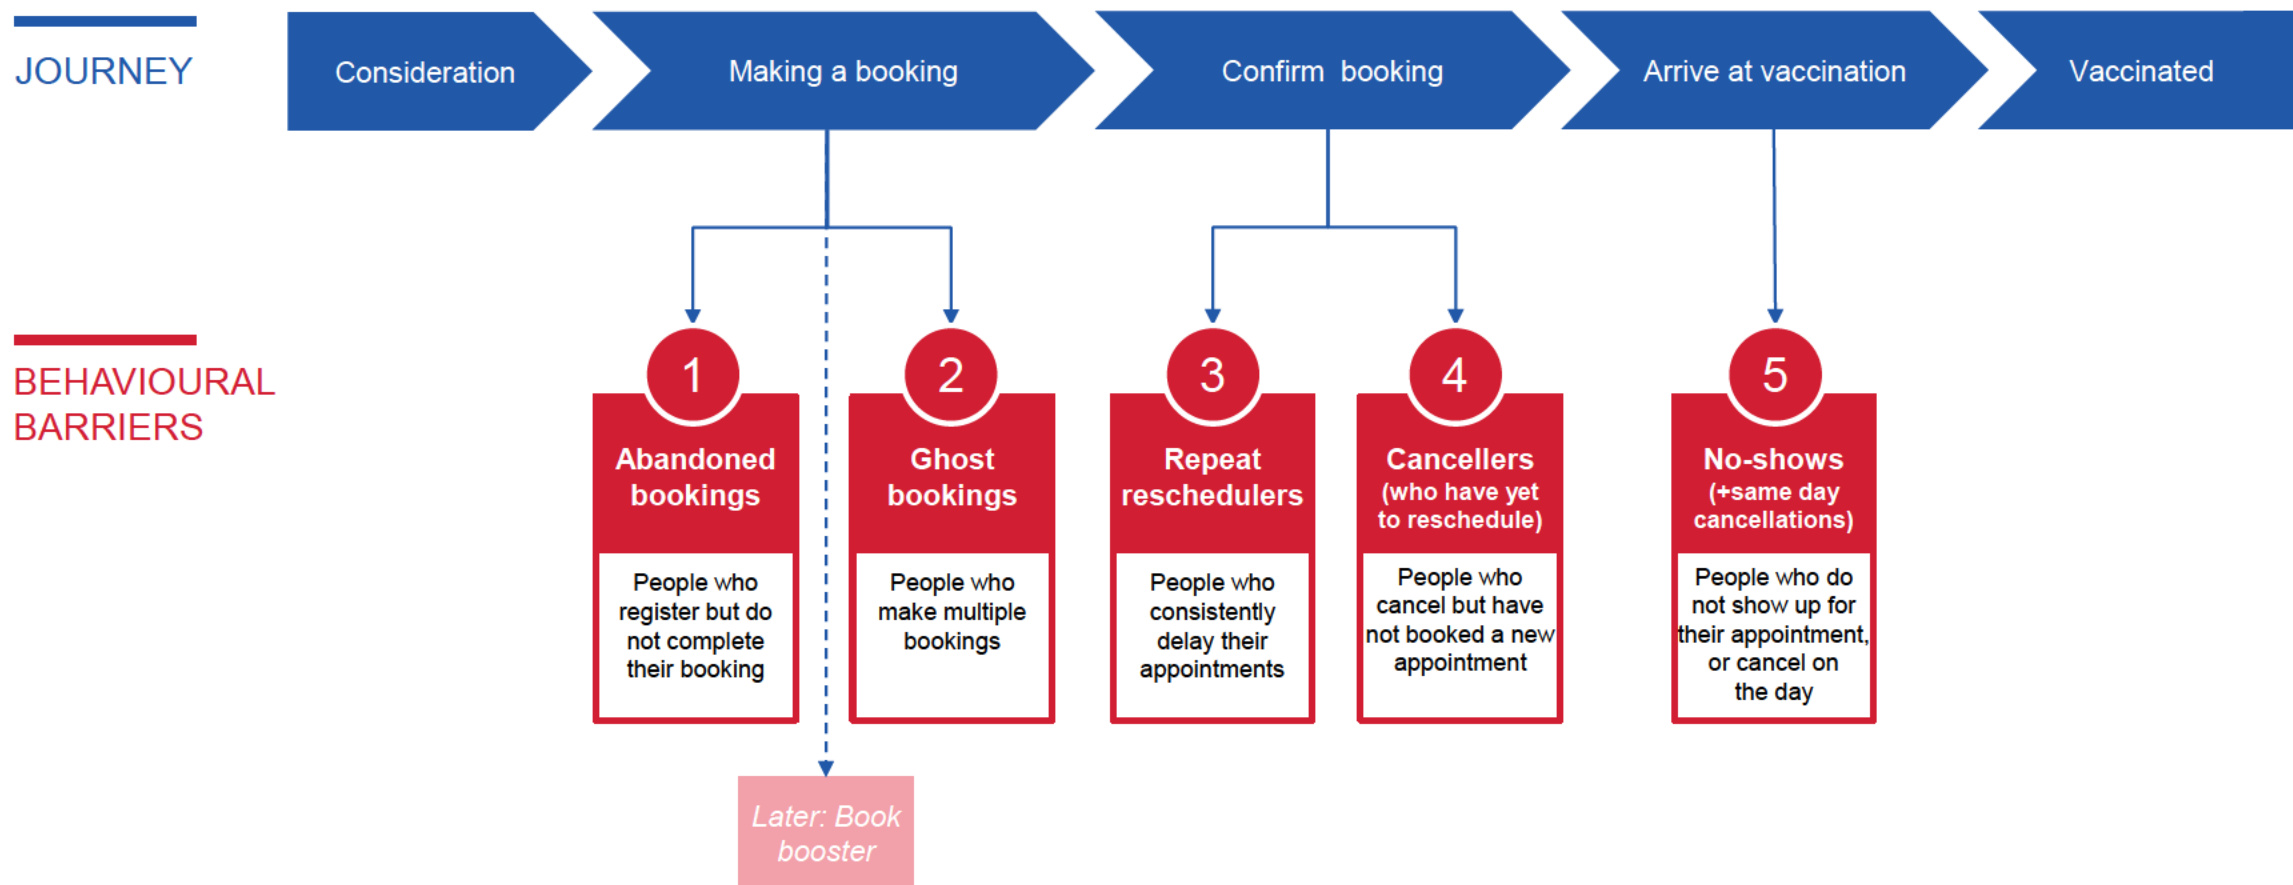 JOURNEY
Consideration
Making a booking
Confirm booking
Arrive at vaccination
Vaccinated
BEHAVIOURAL
BARRIERS
1
Abandoned
bookings
People who
register but do
not complete
their booking
2
Ghost
bookings
People who
make multiple
bookings
3
Repeat
reschedulers
People who
consistently
delay their
appointments
4
Cancellers
(who have yet
to reschedule)
People who
cancel but have
not booked a new
appointment
5
No-shows
(+same day
cancellations)
People who do
not show up for
their appointment,
or cancel on
the day
Later: Book
booster